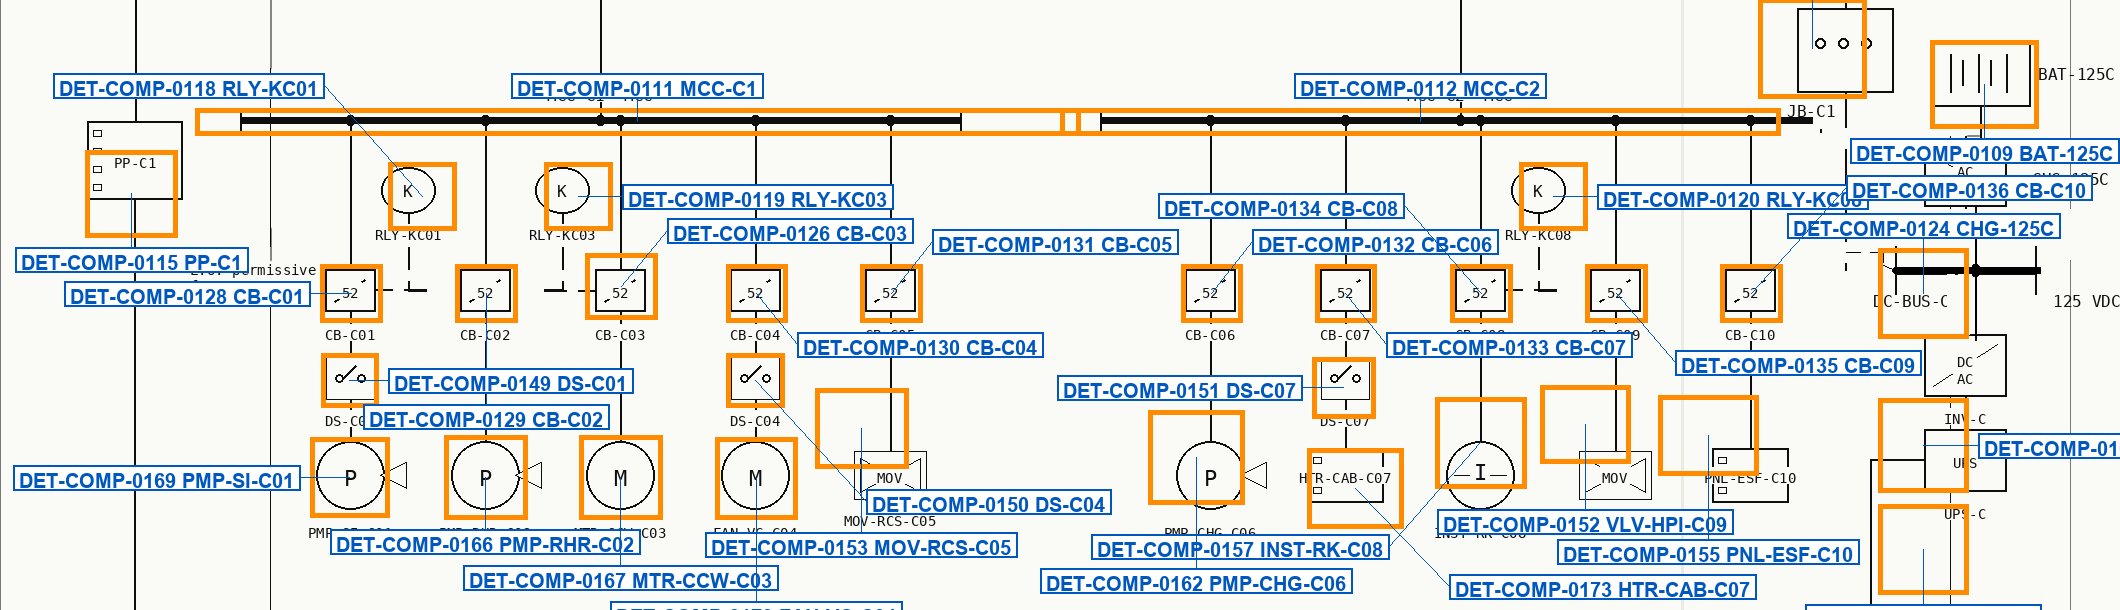 BAT-125C
DET-COMP-0118 RLY-KC01
DET-COMP-0111 MCC-C1
DET-COMP-0112 MCC-C2
JB-C1
PP-C1
K
K
K
DET-COMP-0109 BAT-125C
AC
DET-COMP-0136 CB-C10
DET-COMP-0119 RLY-KC03
DET-COMP-0134 CB-C08
DET-COMP-0120 RLY-KC08
RLY-KC01
RLY-KC03
RLY-KC08
DET-COMP-0126 CB-C03
DET-COMP-0131 CB-C05
DET-COMP-0132 CB-C06
DET-COMP-0124 CHG-125C
DET-COMP-0115 PP-C1
permissive
DET-COMP-0128 CB-C01
52
52
52
52
52
52
52
52
52
52
DC-BUS-C
125 VDC
CB-C01
CB-C02
CB-C03
CB-C04
CB-C06
CB-C07
CB-C10
DET-COMP-0130 CB-C04
DET-COMP-0133 CB-C07
DET-COMP-0135 CB-C09
DC
AC
DET-COMP-0149 DS-C01
DET-COMP-0151 DS-C07
DET-COMP-0129 CB-C02
DS-C04
DS-C07
INV-C
DET-COMP-0169 PMP-SI-C01
P
P
M
M
MOV
P
HTR-CAB-C07
I
MOV
PNL-ESF-C10
UPS
DET-COMP-0150 DS-C04
MOV-RCS-C05
UPS-C
DET-COMP-0152 VLV-HPI-C09
DET-COMP-0166 PMP-RHR-C02
DET-COMP-0153 MOV-RCS-C05
PMP-CHG-C06
DET-COMP-0157 INST-RK-C08
DET-COMP-0155 PNL-ESF-C10
DET-COMP-0167 MTR-CCW-C03
DET-COMP-0162 PMP-CHG-C06
DET-COMP-0173 HTR-CAB-C07